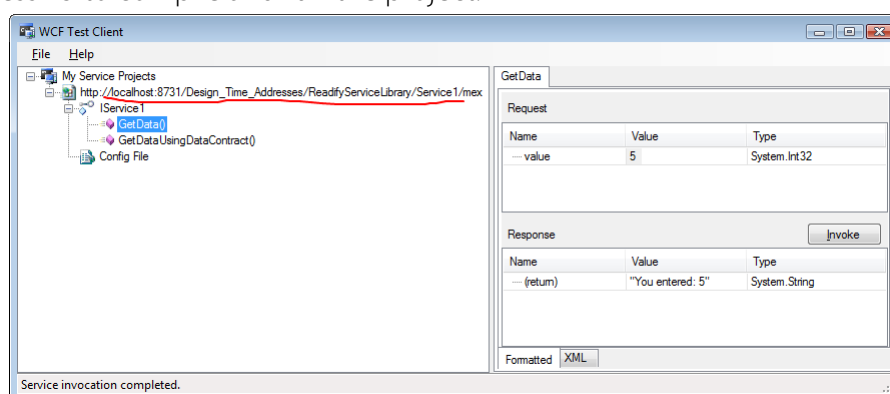 WCF Test Client
File Help
My Service Projects
http://localhost:8731/Design_Time_Addresses/ReadifyServiceLibrary/Service1/mex
IService1
GetData()
GetDataUsingDataContract()
Config File
GetData
Request
Name Value Type
value 5 System.Int32
Response Invoke
Name Value Type
(return) "You entered: 5" System.String
Formatted XML
Service invocation completed.